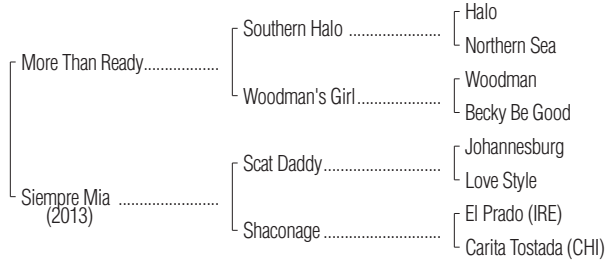 Halo
Southern Halo
Northern Sea
More Than Ready
Woodman
Woodman's Girl
Becky Be Good
Johannesburg
Scat Daddy
Love Style
Siempre Mia
(2013)
El Prado (IRE)
Shaconage
Carita Tostada (CHI)